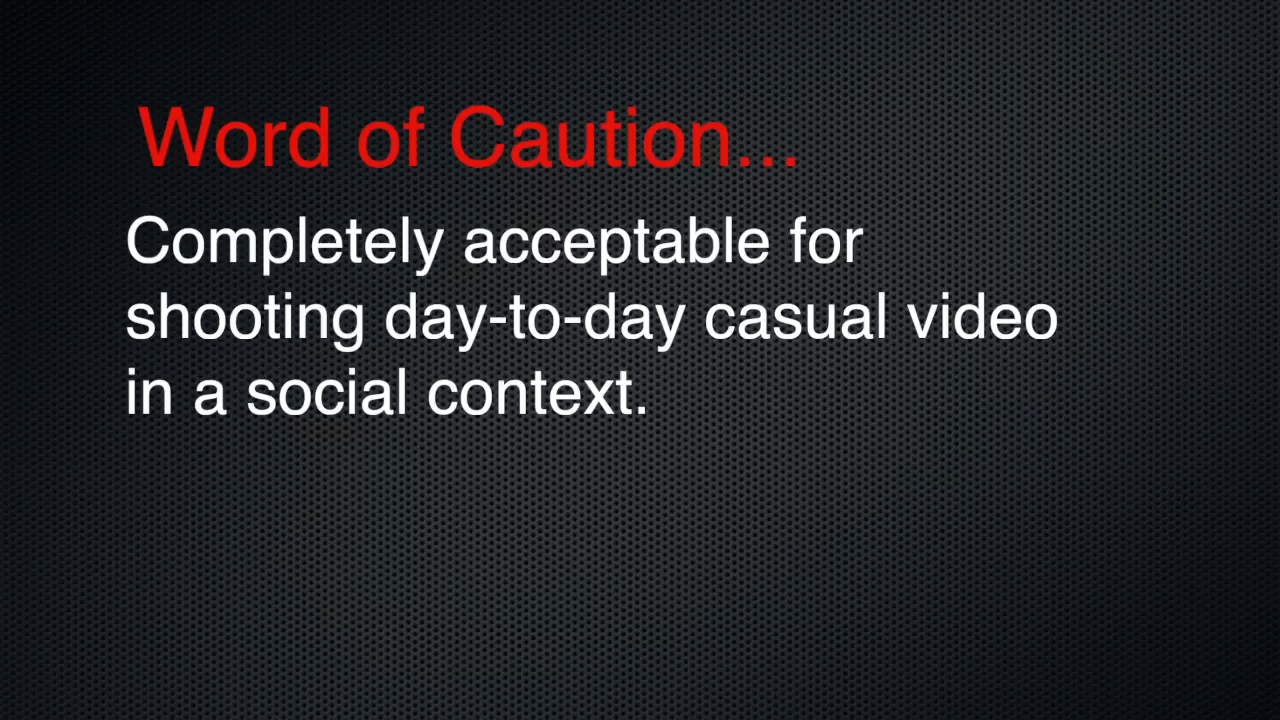 Word of Caution...
Completely acceptable for
shooting day-to-day casual video
in a social context.